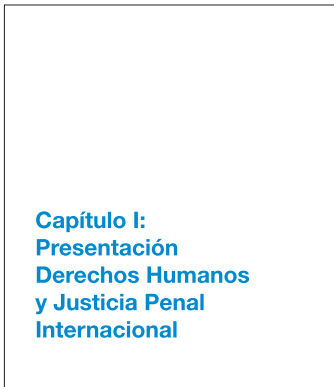 Capítulo I:
Presentación
Derechos Humanos
y Justicia Penal
Internacional